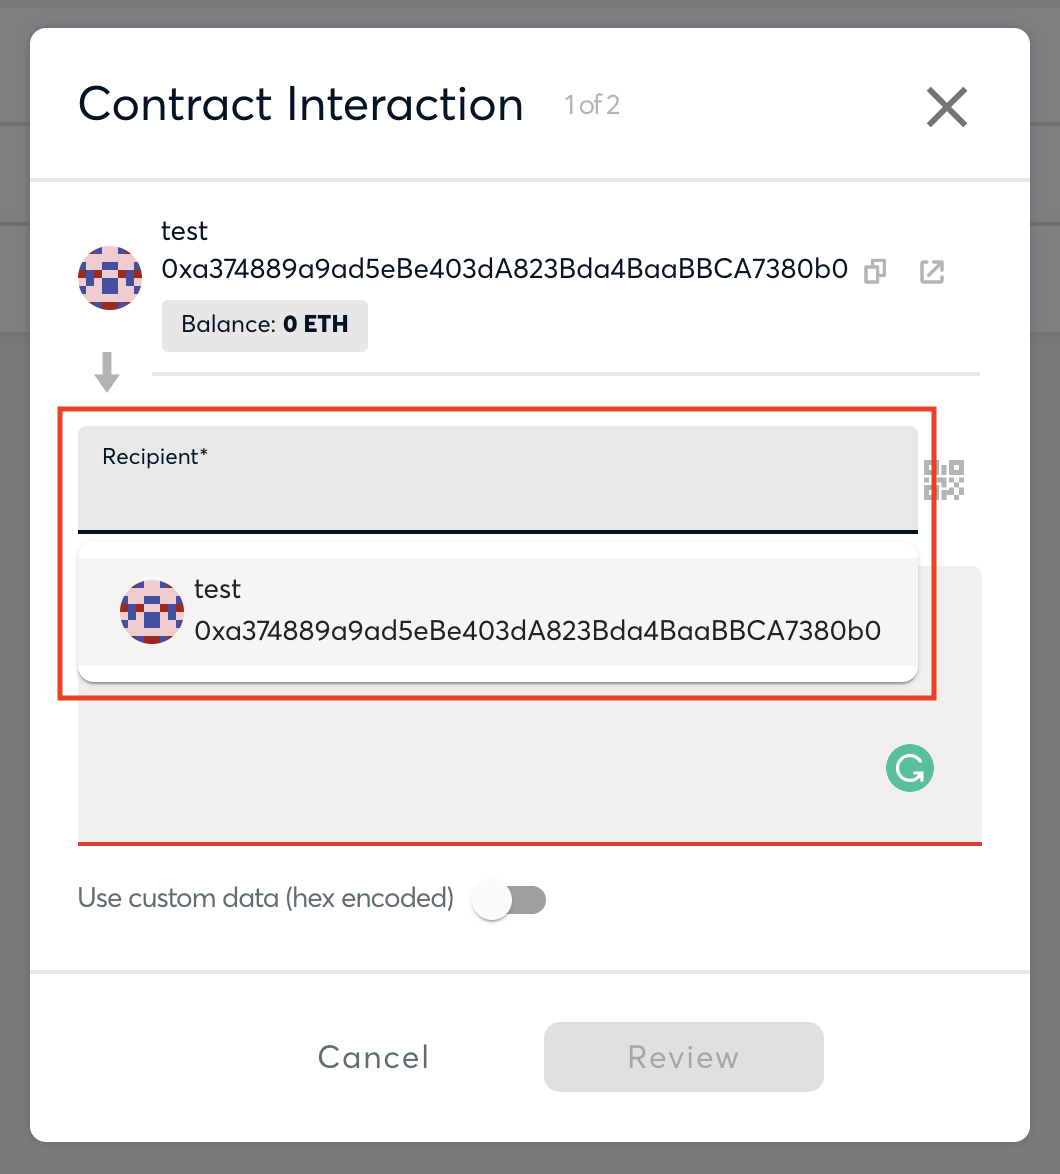 Contract Interaction 1 of 2
test
0xa374889a9ad5eBe403dA823Bda4BaaBBCA7380b0
Balance: 0 ETH
Recipient*
test
0xa374889a9ad5eBe403dA823Bda4BaaBBCA7380b0
Use custom data (hex encoded)
Cancel Review